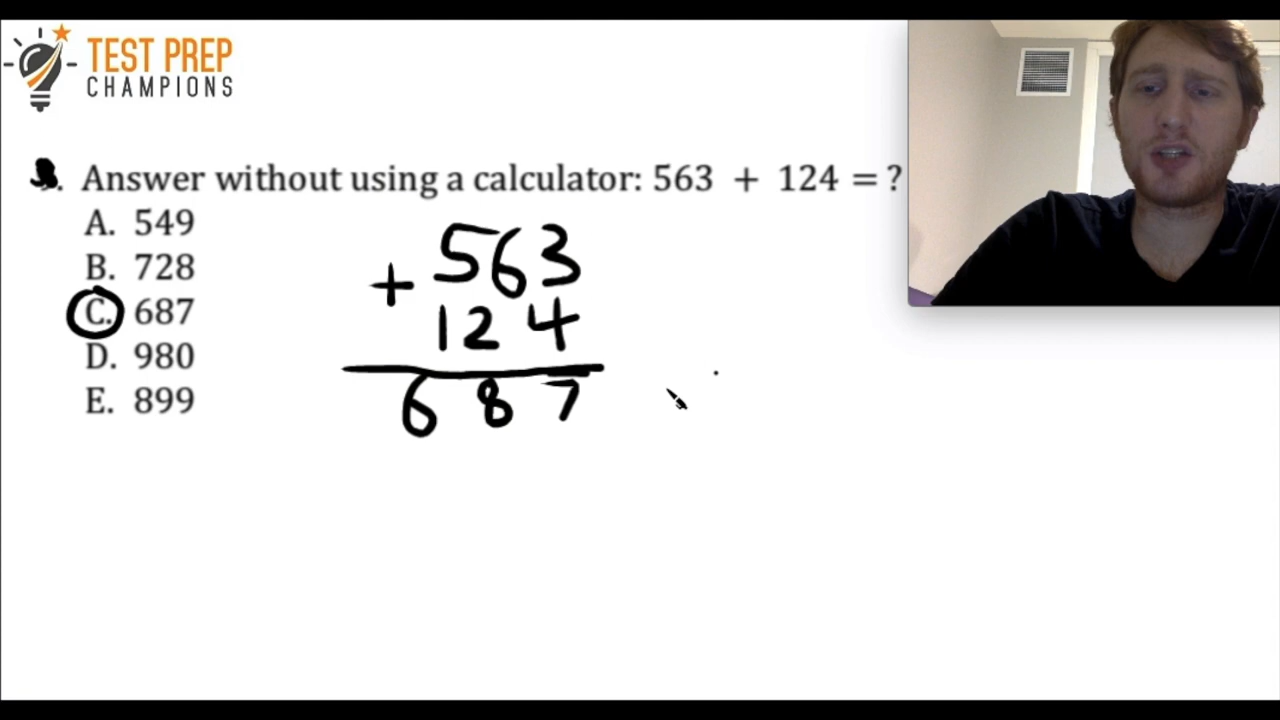 TEST PREP
CHAMPIONS
. Answer without using a calculator: 563 + 124 = ?
A. 549
B. 728
C. 687
D. 980
E. 899
563
+
124
687